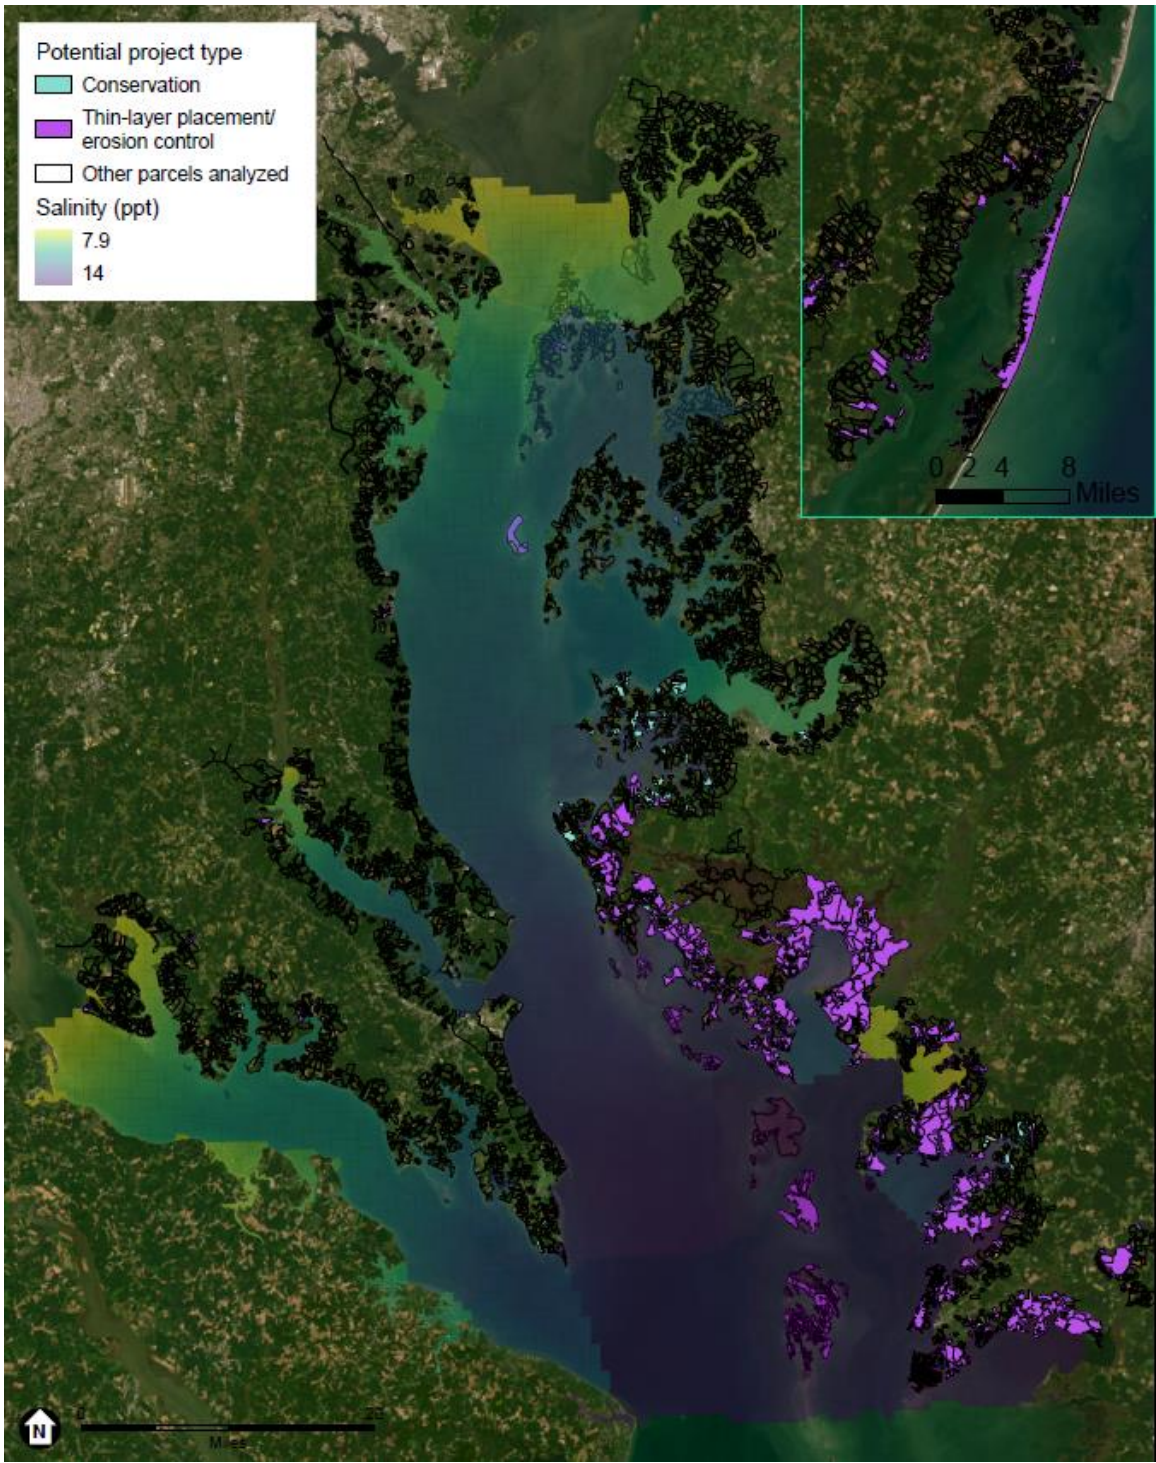 Potential project type
Conservation
Thin-layer placement/
erosion control
Other parcels analyzed
Salinity (ppt)
7.9
14
0 2 4 8
Miles
N
0
Miles